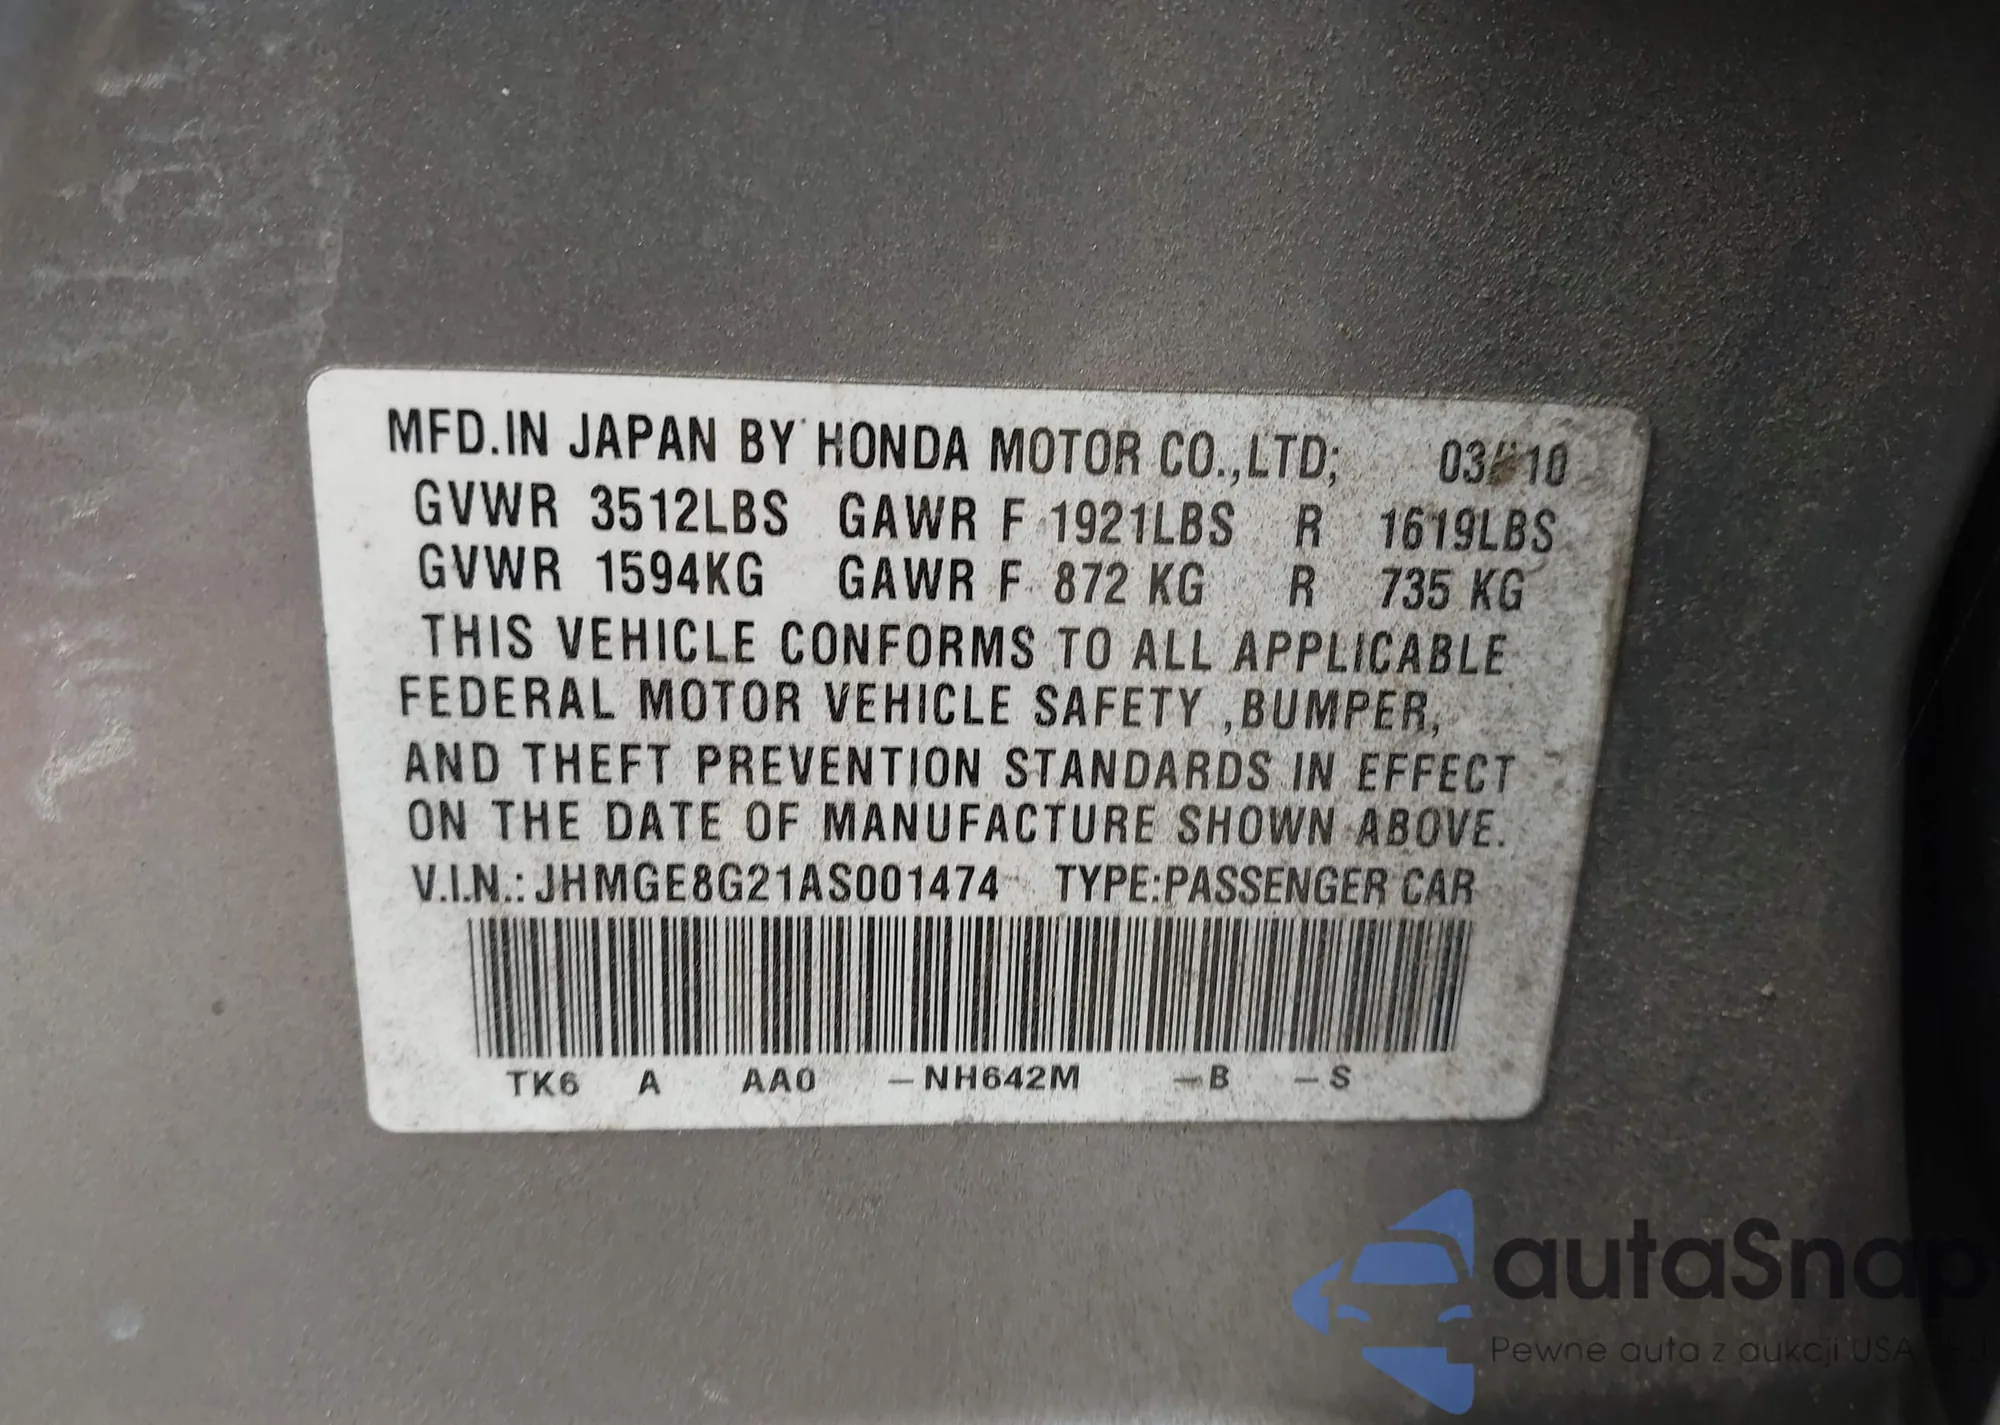 MFD.IN JAPAN BY HONDA MOTOR CO.,LTD; 03/10
GVWR 3512LBS GAWR F 1921LBS R 1619LBS
GVWR 1594KG GAWR F 872 KG R 735 KG
THIS VEHICLE CONFORMS TO ALL APPLICABLE
FEDERAL MOTOR VEHICLE SAFETY ,BUMPER,
AND THEFT PREVENTION STANDARDS IN EFFECT
ON THE DATE OF MANUFACTURE SHOWN ABOVE.
V.I.N.: JHMGE8G21AS001474 TYPE:PASSENGER CAR
TK6 A AA0 –NH642M –B –S
autaSnap
Pewne auta z aukcji USA